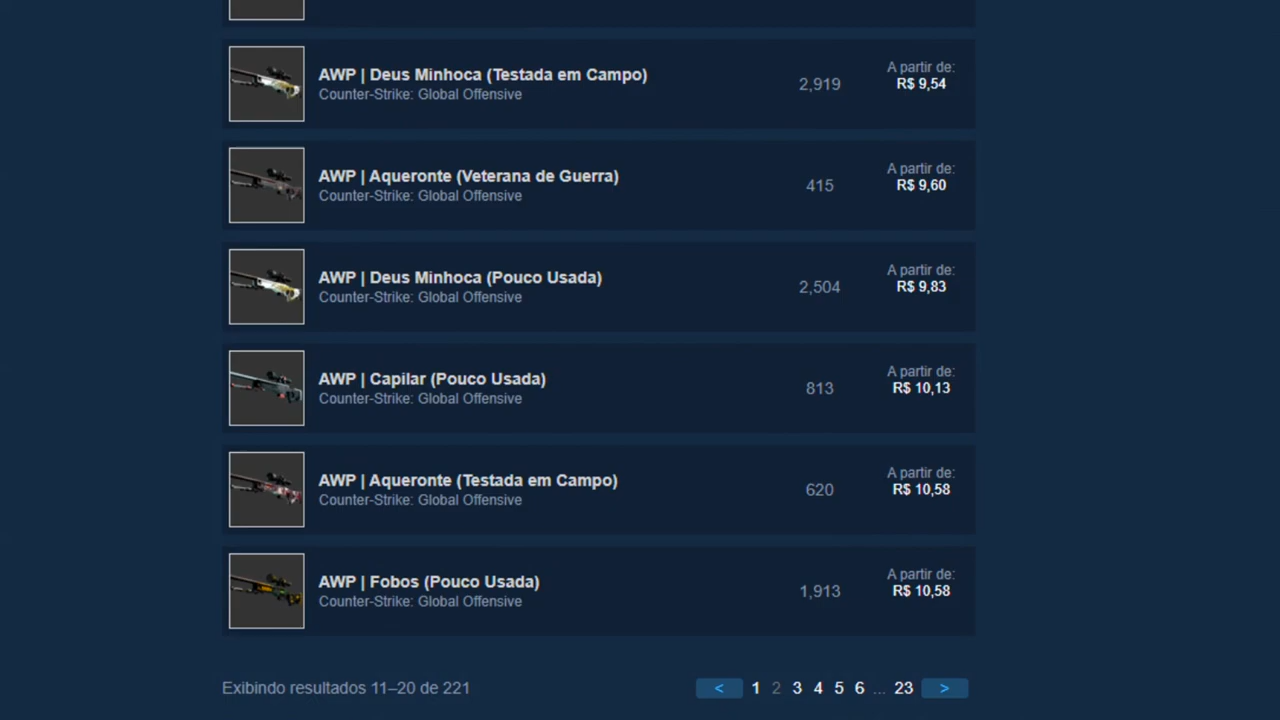 AWP | Deus Minhoca (Testada em Campo)
Counter-Strike: Global Offensive
2,919
A partir de:
R$ 9,54
AWP | Aqueronte (Veterana de Guerra)
Counter-Strike: Global Offensive
415
A partir de:
R$ 9,60
AWP | Deus Minhoca (Pouco Usada)
Counter-Strike: Global Offensive
2,504
A partir de:
R$ 9,83
AWP | Capilar (Pouco Usada)
Counter-Strike: Global Offensive
813
A partir de:
R$ 10,13
AWP | Aqueronte (Testada em Campo)
Counter-Strike: Global Offensive
620
A partir de:
R$ 10,58
AWP | Fobos (Pouco Usada)
Counter-Strike: Global Offensive
1,913
A partir de:
R$ 10,58
Exibindo resultados 11–20 de 221
< 1 2 3 4 5 6 ... 23 >